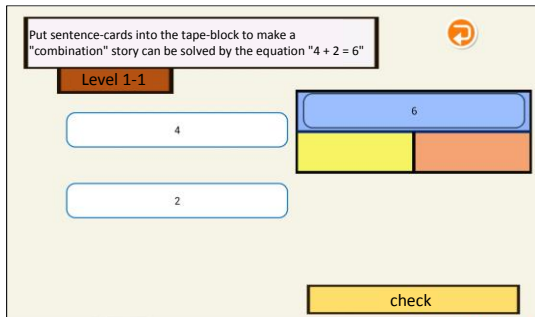 Put sentence-cards into the tape-block to make a
"combination" story can be solved by the equation "4 + 2 = 6"
Level 1-1
6
4
2
check